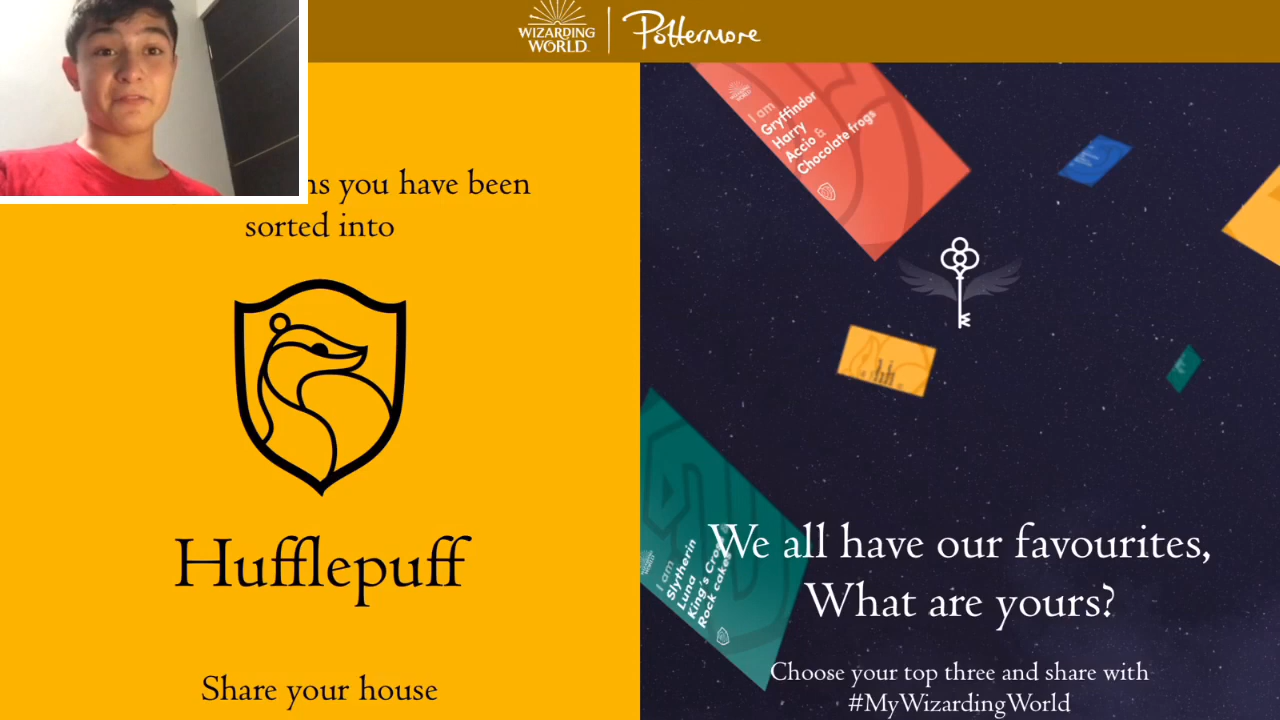 WIZARDING
WORLD
Pottermore
you have been
sorted into
Hufflepuff
Share your house
I am
Gryffindor
Harry
Accio &
Chocolate frogs
I am
Slytherin
Luna
King's Cross
Rock cakes
We all have our favourites,
What are yours?
Choose your top three and share with
#MyWizardingWorld